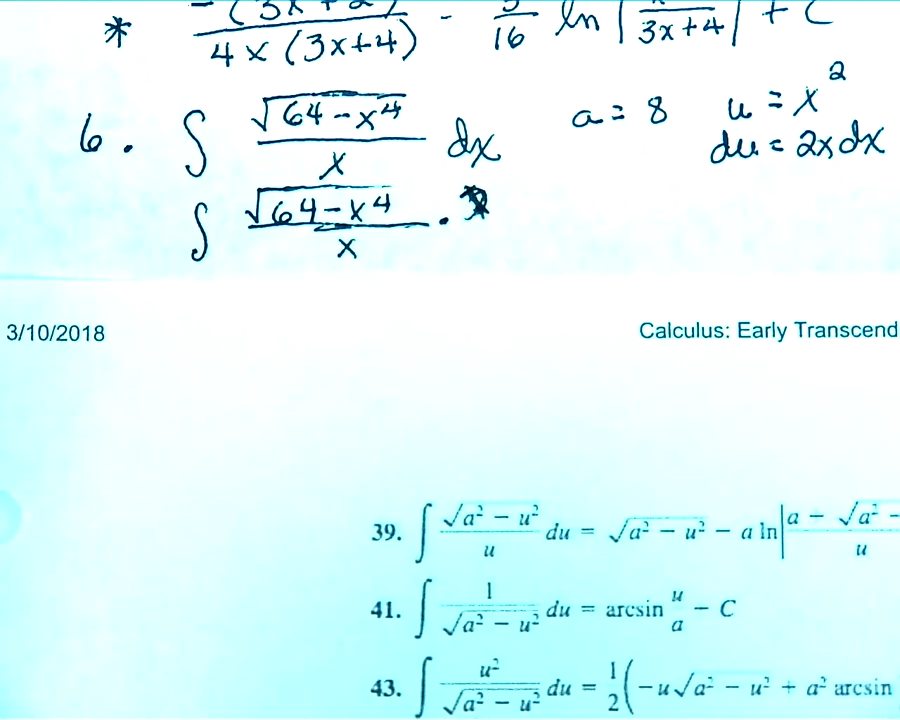 * 4x(3x+4) - /16 ln | 3x+4 | + C
6. ∫ √(64-x⁴) / x dx a = 8 u = x²
du = 2x dx
∫ √(64-x⁴) / x ·
3/10/2018 Calculus: Early Transcend
39. ∫ √(a² - u²) / u du = √(a² - u²) - a ln | a + √(a² - / u
41. ∫ 1 / √(a² - u²) du = arcsin u/a - C
43. ∫ u² / √(a² - u²) du = 1/2 ( -u√(a² - u²) + a² arcsin